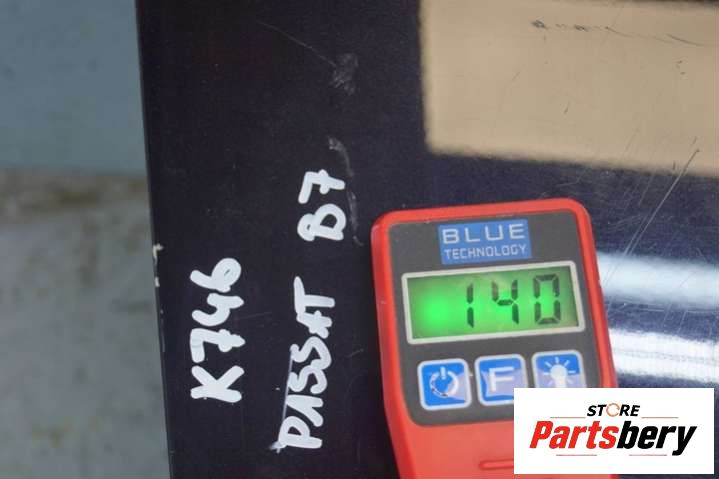 K746
PASSAT B7
BLUE
TECHNOLOGY
140
F
STORE
Partsbery